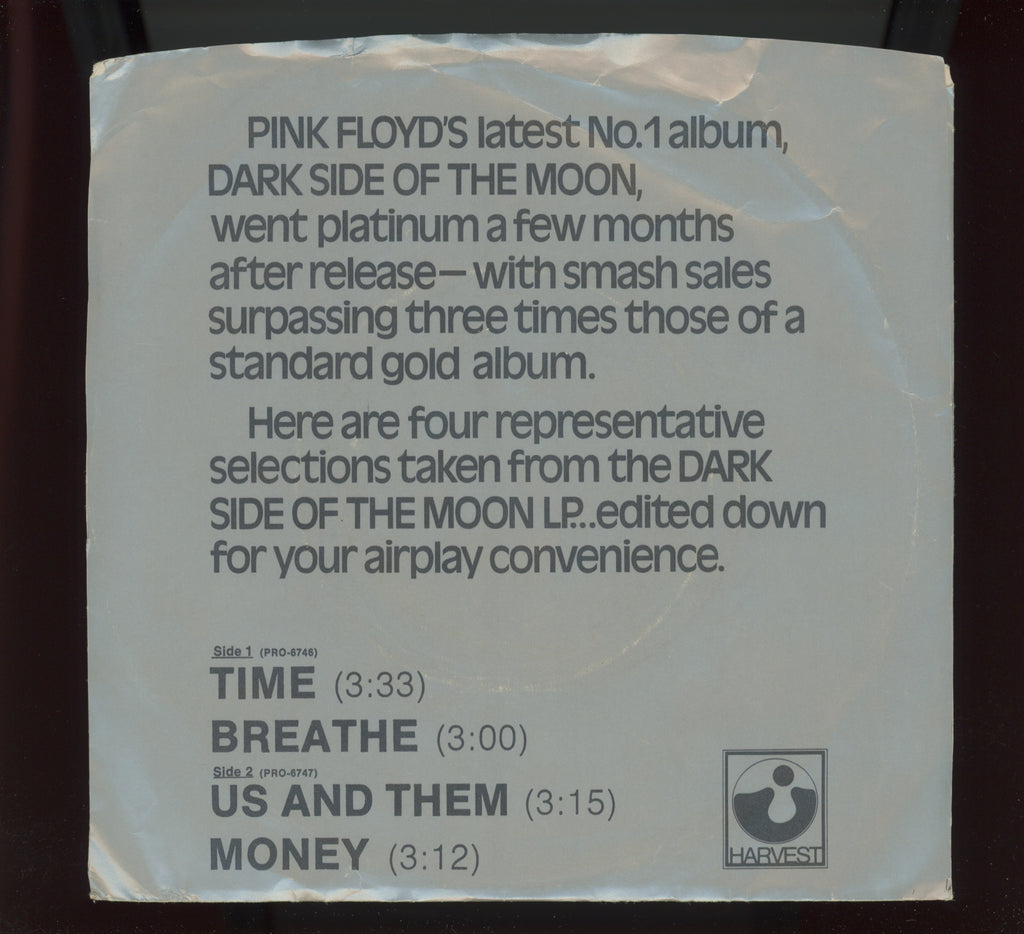 PINK FLOYD'S latest No.1 album,
DARK SIDE OF THE MOON,
went platinum a few months
after release—with smash sales
surpassing three times those of a
standard gold album.
Here are four representative
selections taken from the DARK
SIDE OF THE MOON LP...edited down
for your airplay convenience.
Side 1 (PRO-6746)
TIME (3:33)
BREATHE (3:00)
Side 2 (PRO-6747)
US AND THEM (3:15)
MONEY (3:12)
HARVEST